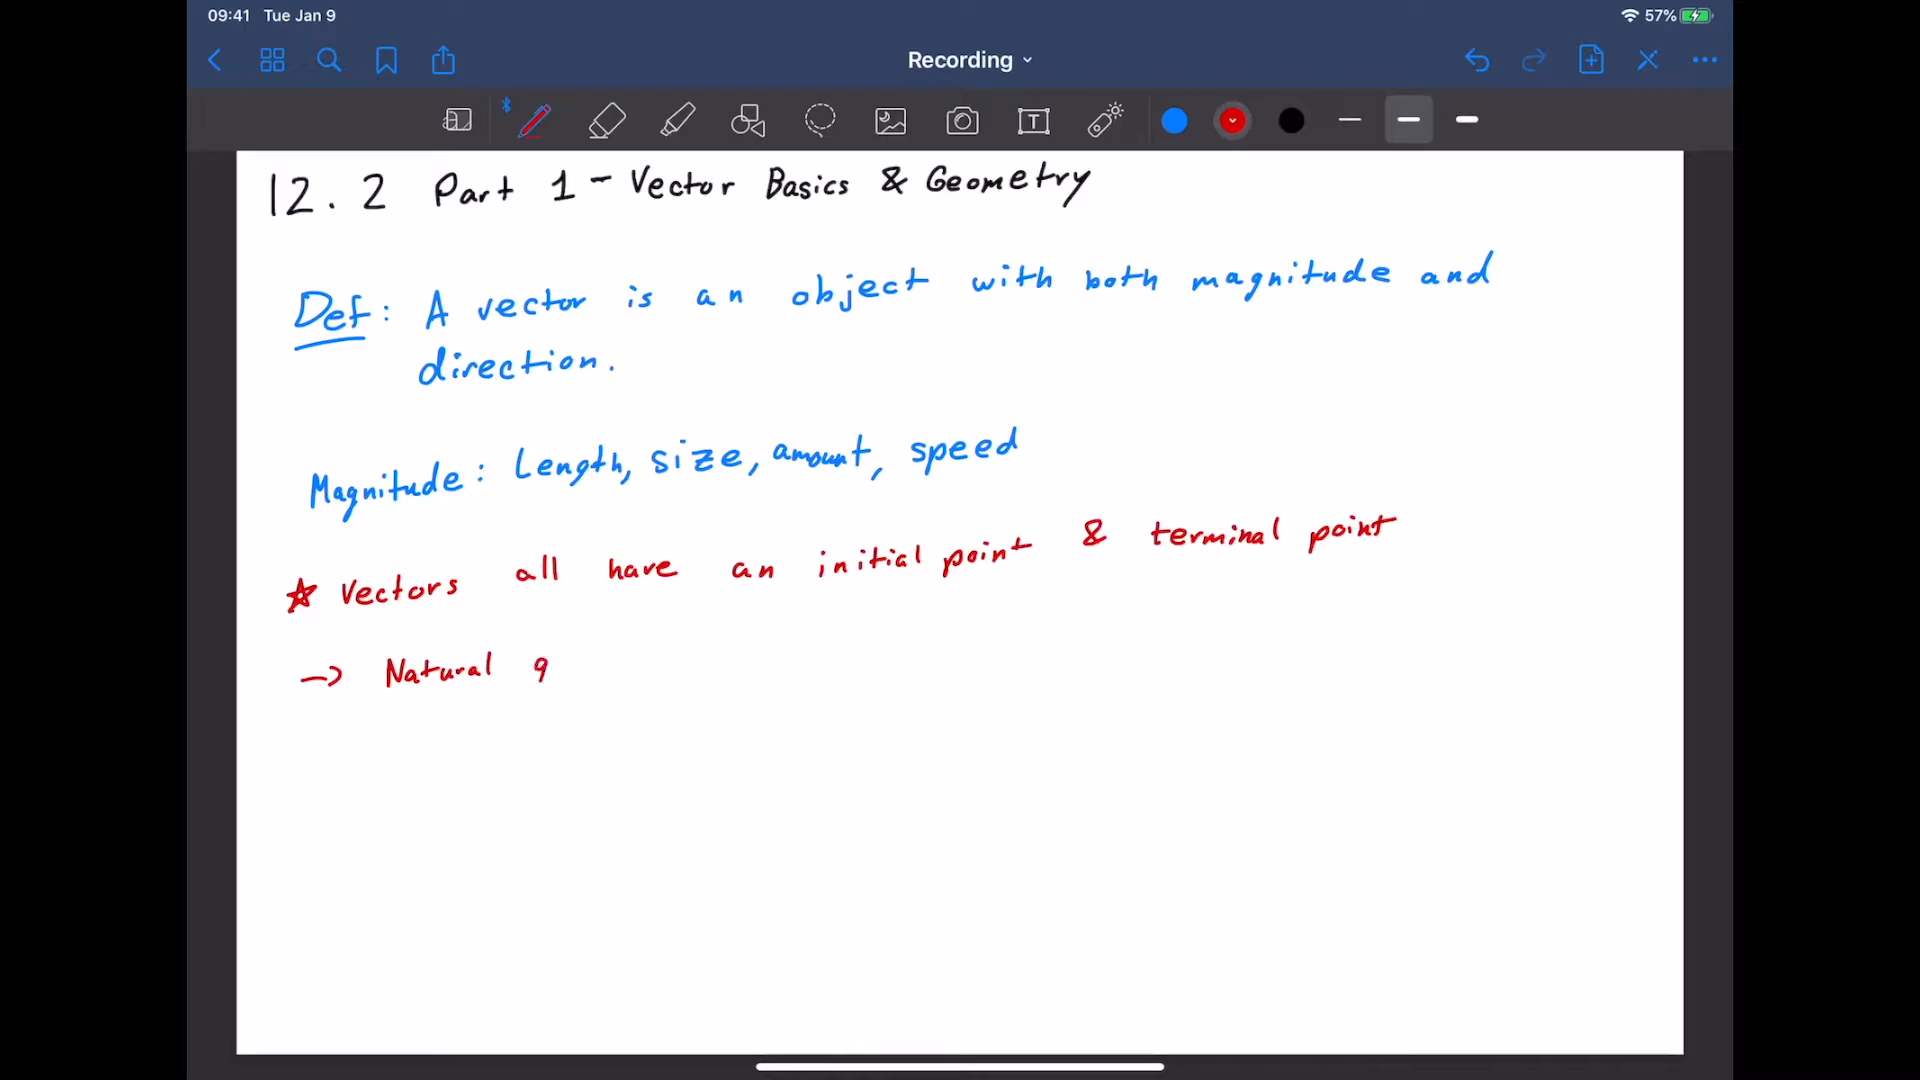 09:41 Tue Jan 9
57%
Recording
12.2 Part 1 - Vector Basics & Geometry
Def: A vector is an object with both magnitude and
direction.
Magnitude: Length, size, amount, speed
☆ Vectors all have an initial point & terminal point
→ Natural g